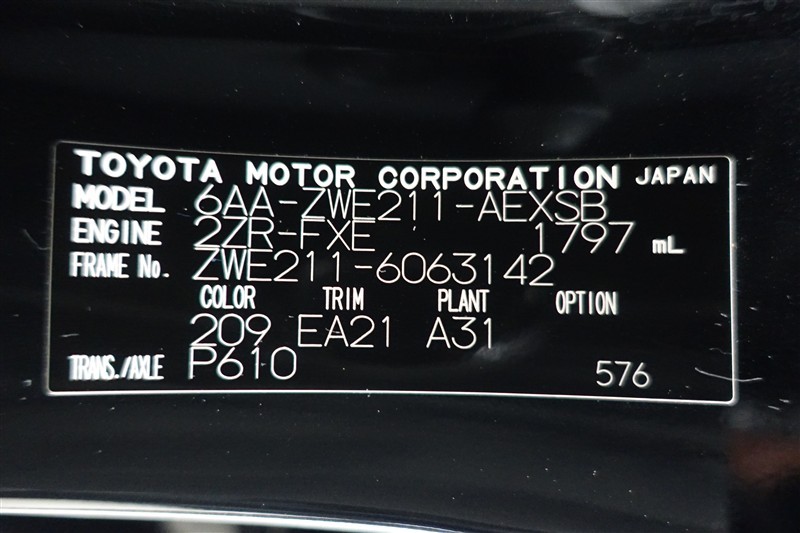 TOYOTA MOTOR CORPORATION JAPAN
MODEL 6AA-ZWE211-AEXSB
ENGINE 2ZR-FXE 1797 mL
FRAME No. ZWE211-6063142
COLOR TRIM PLANT OPTION
209 EA21 A31
TRANS./AXLE P610 576